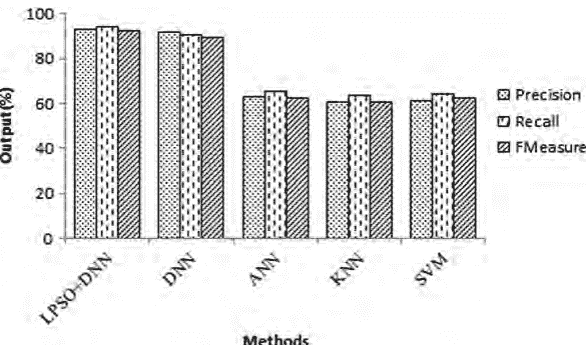 100
80
60
40
20
0
Output(%)
LPSO+DNN
DNN
ANN
KNN
SVM
Methods
Precision
Recall
FMeasure